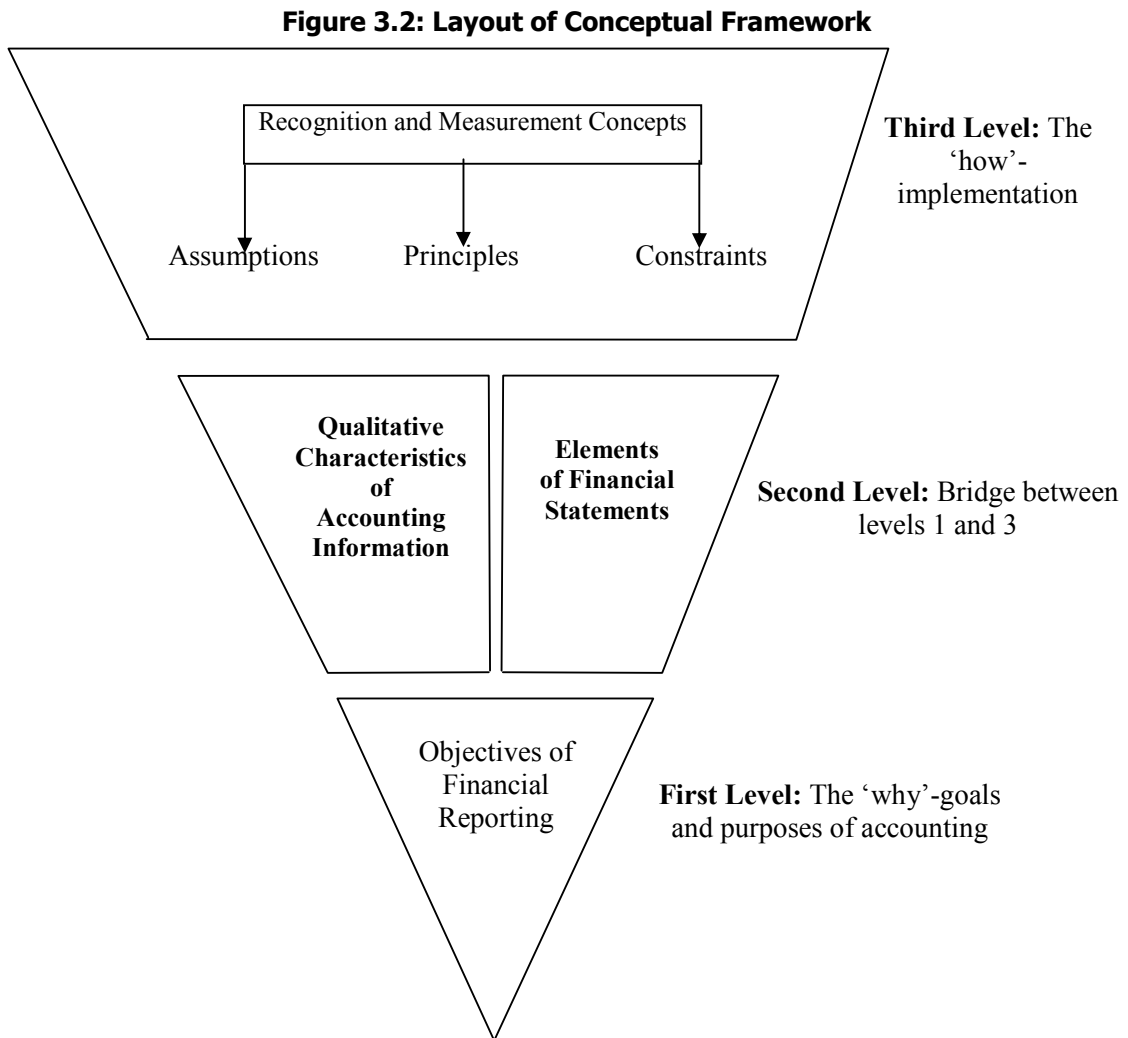 Figure 3.2: Layout of Conceptual Framework
Recognition and Measurement Concepts
Assumptions
Principles
Constraints
Third Level: The
‘how’-
implementation
Qualitative
Characteristics
of
Accounting
Information
Elements
of Financial
Statements
Second Level: Bridge between
levels 1 and 3
Objectives of
Financial
Reporting
First Level: The ‘why’-goals
and purposes of accounting